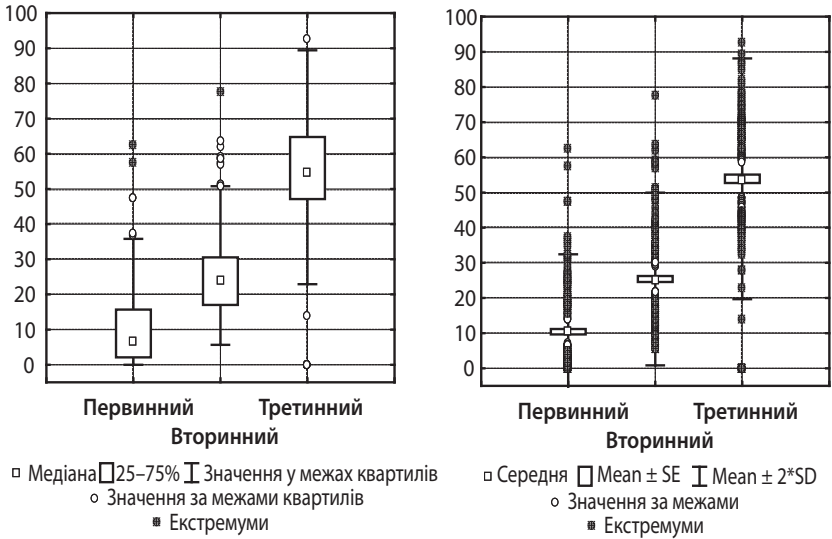 100
90
80
70
60
50
40
30
20
10
0
Первинний Третинний
Вторинний
Медіана 25–75% Значення у межах квартилів
Значення за межами квартилів
Екстремуми
100
90
80
70
60
50
40
30
20
10
0
Первинний Третинний
Вторинний
Середня Mean ± SE Mean ± 2*SD
Значення за межами
Екстремуми